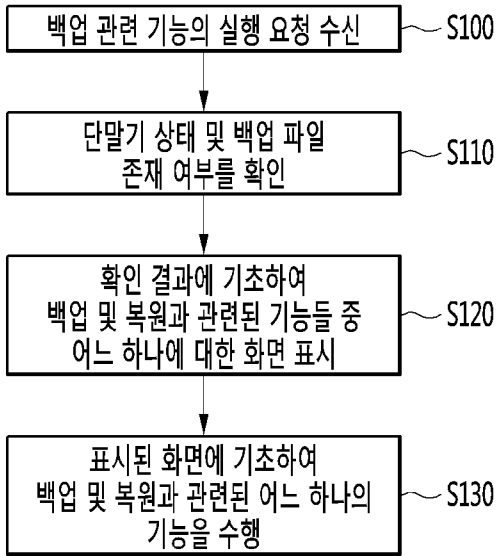 백업 관련 기능의 실행 요청 수신
S100
단말기 상태 및 백업 파일
존재 여부를 확인
S110
확인 결과에 기초하여
백업 및 복원과 관련된 기능들 중
어느 하나에 대한 화면 표시
S120
표시된 화면에 기초하여
백업 및 복원과 관련된 어느 하나의
기능을 수행
S130